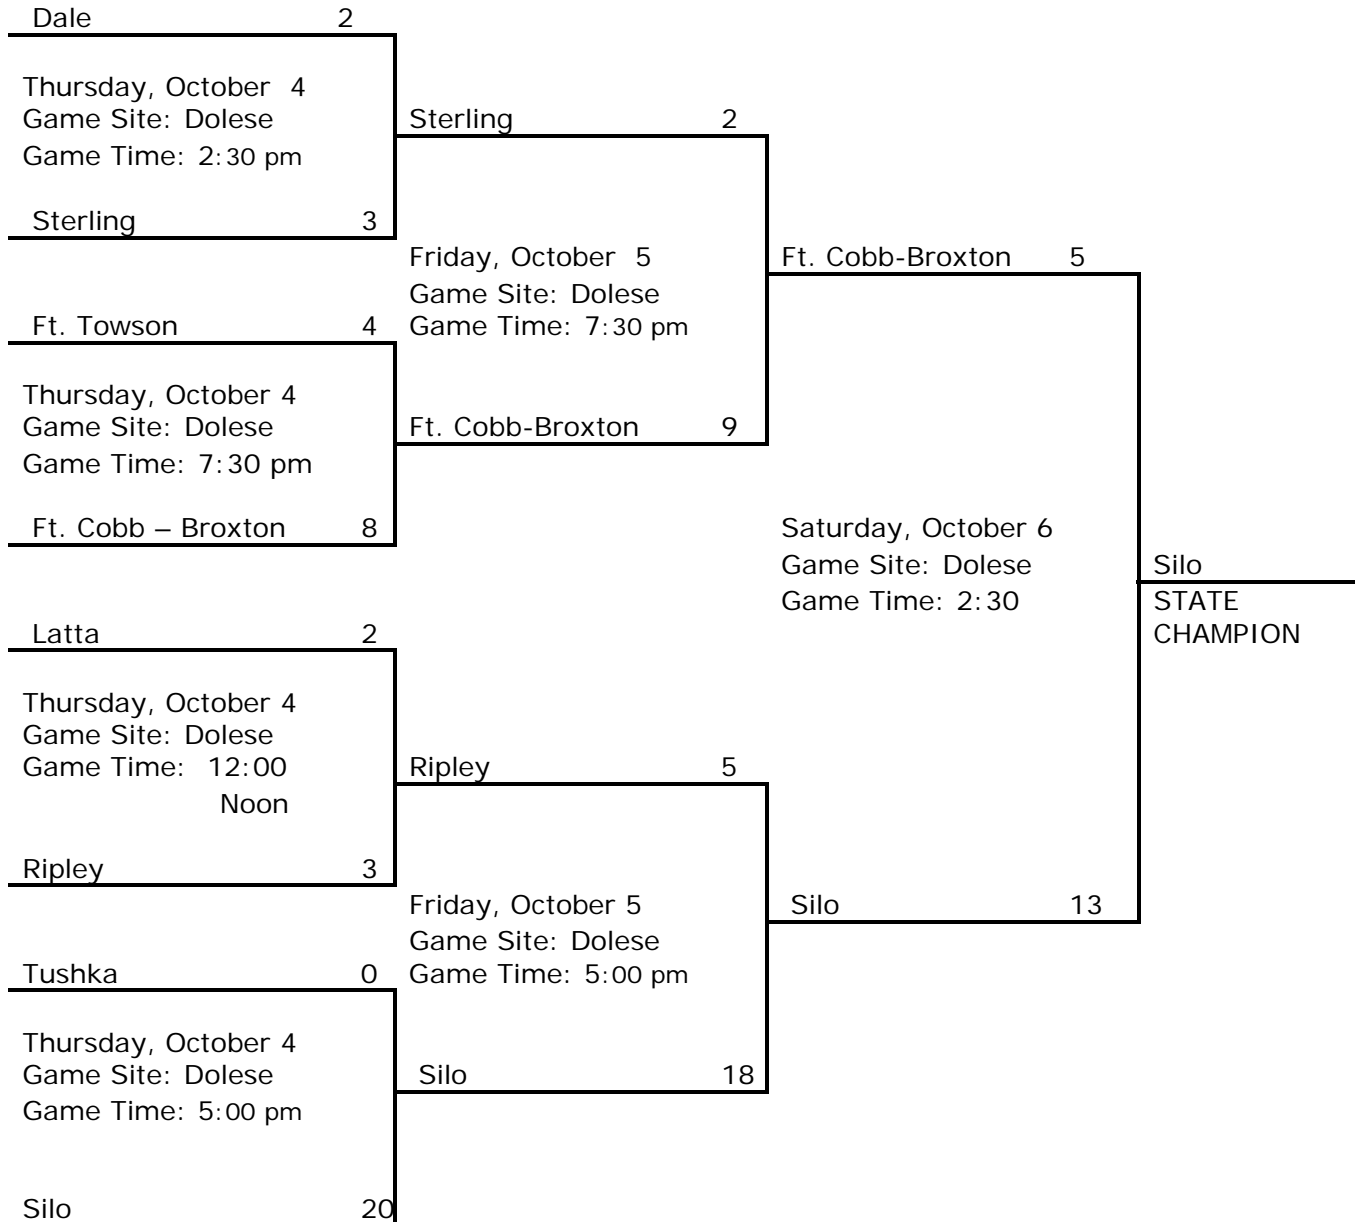 Dale 2
Thursday, October 4
Game Site: Dolese
Game Time: 2:30 pm
Sterling 3
Ft. Towson 4
Thursday, October 4
Game Site: Dolese
Game Time: 7:30 pm
Ft. Cobb – Broxton 8
Latta 2
Thursday, October 4
Game Site: Dolese
Game Time: 12:00
Noon
Ripley 3
Tushka 0
Thursday, October 4
Game Site: Dolese
Game Time: 5:00 pm
Silo 20
Sterling 2
Friday, October 5
Game Site: Dolese
Game Time: 7:30 pm
Ft. Cobb-Broxton 9
Ripley 5
Friday, October 5
Game Site: Dolese
Game Time: 5:00 pm
Silo 18
Ft. Cobb-Broxton 5
Saturday, October 6
Game Site: Dolese
Game Time: 2:30
Silo 13
Silo
STATE
CHAMPION